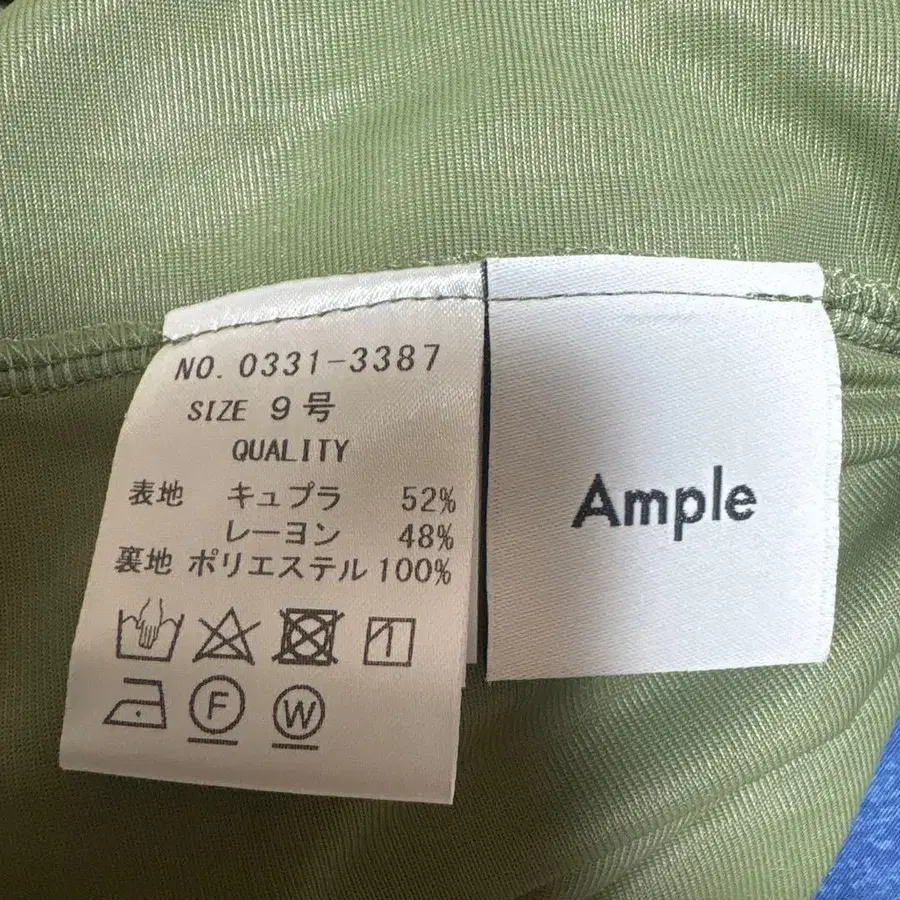 NO. 0331-3387
SIZE 9号
QUALITY
表地 キュプラ 52%
レーヨン 48%
裏地 ポリエステル 100%
1
F
W
Ample